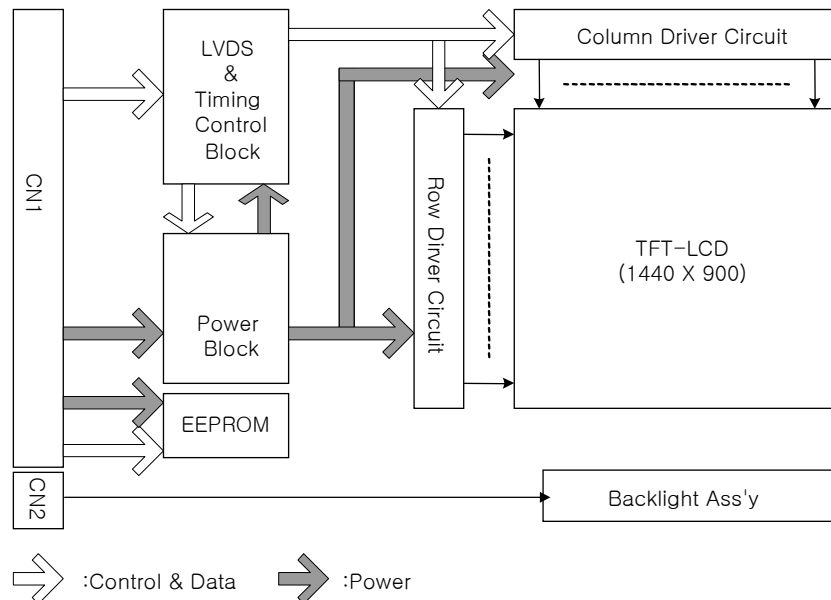 CN1
LVDS
&
Timing
Control
Block
Column Driver Circuit
Row Dirver Circuit
TFT-LCD
(1440 X 900)
Power
Block
EEPROM
CN2
Backlight Ass'y
:Control & Data
:Power